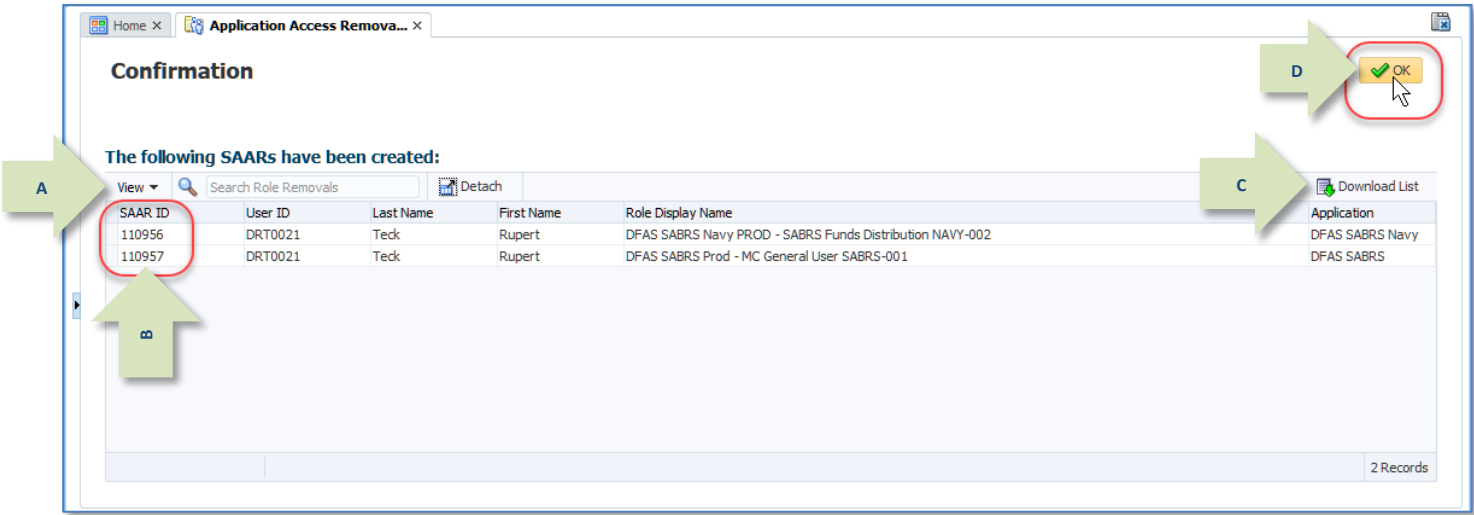 Home × Application Access Remova... ×
Confirmation
D OK
The following SAARs have been created:
A View Search Role Removals Detach C Download List
SAAR ID User ID Last Name First Name Role Display Name Application
110956 DRT0021 Teck Rupert DFAS SABRS Navy PROD - SABRS Funds Distribution NAVY-002 DFAS SABRS Navy
110957 DRT0021 Teck Rupert DFAS SABRS Prod - MC General User SABRS-001 DFAS SABRS
B
2 Records